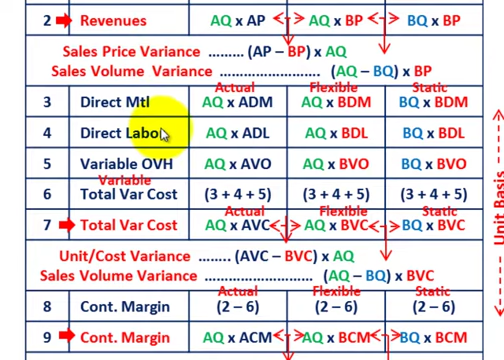 2 Revenues AQ x AP AQ x BP BQ x BP
Sales Price Variance ......... (AP – BP) x AQ
Sales Volume Variance ......................... (AQ – BQ) x BP
Actual Flexible Static
3 Direct Mtl AQ x ADM AQ x BDM BQ x BDM
4 Direct Labor AQ x ADL AQ x BDL BQ x BDL
5 Variable OVH AQ x AVO AQ x BVO BQ x BVO
Variable
6 Total Var Cost (3 + 4 + 5) (3 + 4 + 5) (3 + 4 + 5)
Actual Flexible Static
7 Total Var Cost AQ x AVC AQ x BVC BQ x BVC
Unit/Cost Variance ........ (AVC – BVC) x AQ
Sales Volume Variance ........................... (AQ – BQ) x BVC
Actual Flexible Static
8 Cont. Margin (2 – 6) (2 – 6) (2 – 6)
9 Cont. Margin AQ x ACM AQ x BCM BQ x BCM
Unit Basis